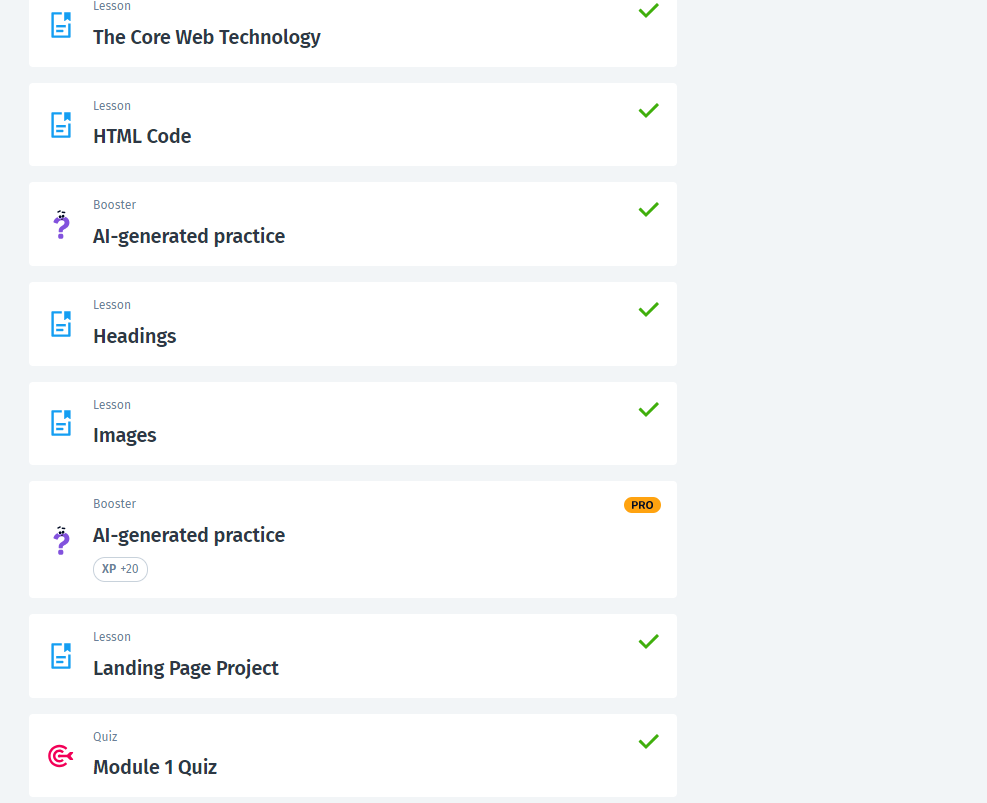 Lesson
The Core Web Technology
Lesson
HTML Code
Booster
AI-generated practice
Lesson
Headings
Lesson
Images
Booster
PRO
AI-generated practice
XP +20
Lesson
Landing Page Project
Quiz
Module 1 Quiz